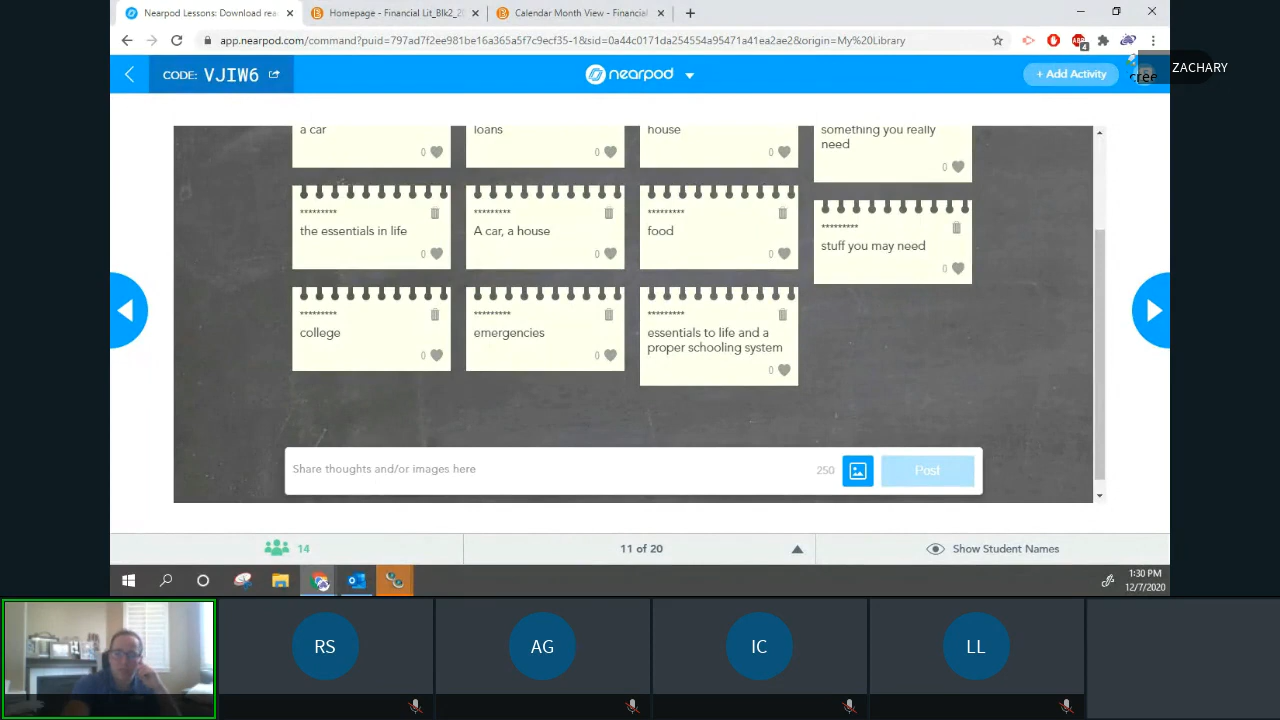 Nearpod Lessons: Download rea
Homepage - Financial Lit_Blk2_20
Calendar Month View - Financial
app.nearpod.com/command?puid=797ad7f2ee981be16a365a5f7c9ecf35-1&sid=0a44c0171da254554a95471a41ea2ae2&origin=My%20Library
4
CODE: VJIW6
nearpod
+ Add Activity
cree
ZACHARY
a car
0
loans
0
house
0
something you really
need
0
*********
the essentials in life
0
*********
A car, a house
0
*********
food
0
*********
stuff you may need
0
*********
college
0
*********
emergencies
0
*********
essentials to life and a
proper schooling system
0
Share thoughts and/or images here
250
Post
14
11 of 20
Show Student Names
1:30 PM
12/7/2020
RS
AG
IC
LL